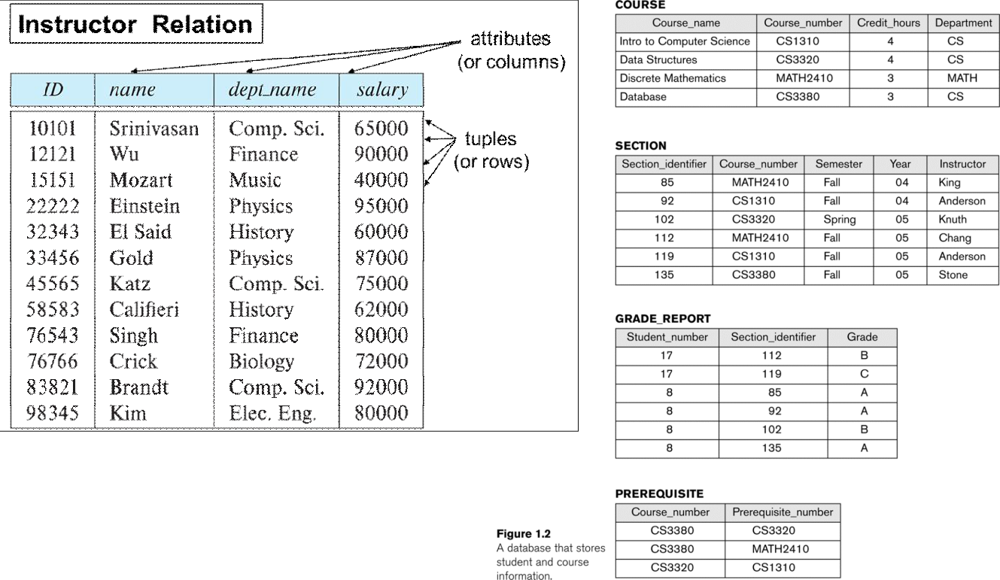 Instructor Relation
attributes
(or columns)
ID name dept_name salary
10101 Srinivasan Comp. Sci. 65000
12121 Wu Finance 90000
15151 Mozart Music 40000
22222 Einstein Physics 95000
32343 El Said History 60000
33456 Gold Physics 87000
45565 Katz Comp. Sci. 75000
58583 Califieri History 62000
76543 Singh Finance 80000
76766 Crick Biology 72000
83821 Brandt Comp. Sci. 92000
98345 Kim Elec. Eng. 80000
tuples
(or rows)
COURSE
Course_name Course_number Credit_hours Department
Intro to Computer Science CS1310 4 CS
Data Structures CS3320 4 CS
Discrete Mathematics MATH2410 3 MATH
Database CS3380 3 CS
SECTION
Section_identifier Course_number Semester Year Instructor
85 MATH2410 Fall 04 King
92 CS1310 Fall 04 Anderson
102 CS3320 Spring 05 Knuth
112 MATH2410 Fall 05 Chang
119 CS1310 Fall 05 Anderson
135 CS3380 Fall 05 Stone
GRADE_REPORT
Student_number Section_identifier Grade
17 112 B
17 119 C
8 85 A
8 92 A
8 102 B
8 135 A
PREREQUISITE
Course_number Prerequisite_number
CS3380 CS3320
CS3380 MATH2410
CS3320 CS1310
Figure 1.2
A database that stores
student and course
information.